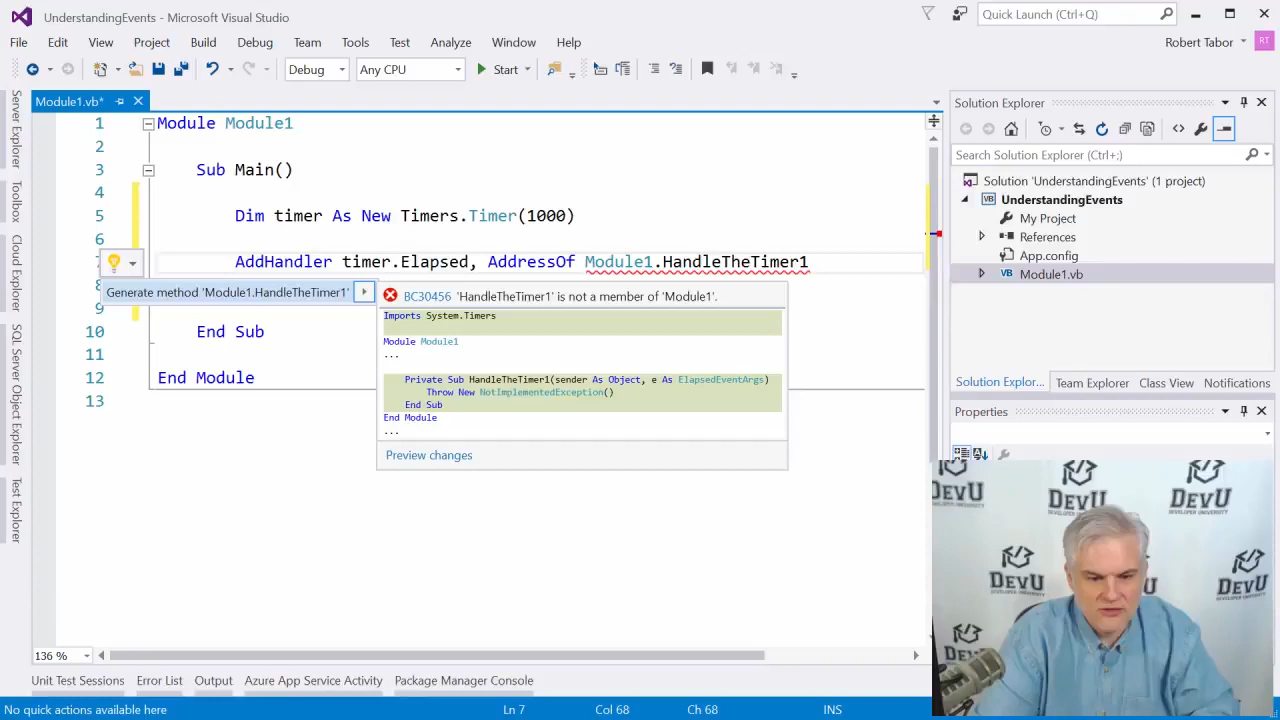 UnderstandingEvents - Microsoft Visual Studio
Quick Launch (Ctrl+Q)
File Edit View Project Build Debug Team Tools Test Analyze Window Help
Robert Tabor RT
Debug Any CPU Start
Module1.vb*
Server Explorer
Toolbox
Cloud Explorer
SQL Server Object Explorer
Test Explorer
1 Module Module1
2
3 Sub Main()
4
5 Dim timer As New Timers.Timer(1000)
6
7 AddHandler timer.Elapsed, AddressOf Module1.HandleTheTimer1
Generate method 'Module1.HandleTheTimer1'
8
9
10 End Sub
11
12 End Module
13
BC30456 'HandleTheTimer1' is not a member of 'Module1'.
Imports System.Timers
Module Module1
...
Private Sub HandleTheTimer1(sender As Object, e As ElapsedEventArgs)
Throw New NotImplementedException()
End Sub
End Module
...
Preview changes
Solution Explorer
Search Solution Explorer (Ctrl+;)
Solution 'UnderstandingEvents' (1 project)
VB UnderstandingEvents
My Project
References
App.config
VB Module1.vb
Solution Explor... Team Explorer Class View Notifications
Properties
DEVU
DEVU
DEVU
DEVELOPER UNIVERSITY
DEVU
DEVU
136 %
Unit Test Sessions Error List Output Azure App Service Activity Package Manager Console
No quick actions available here Ln 7 Col 68 Ch 68 INS